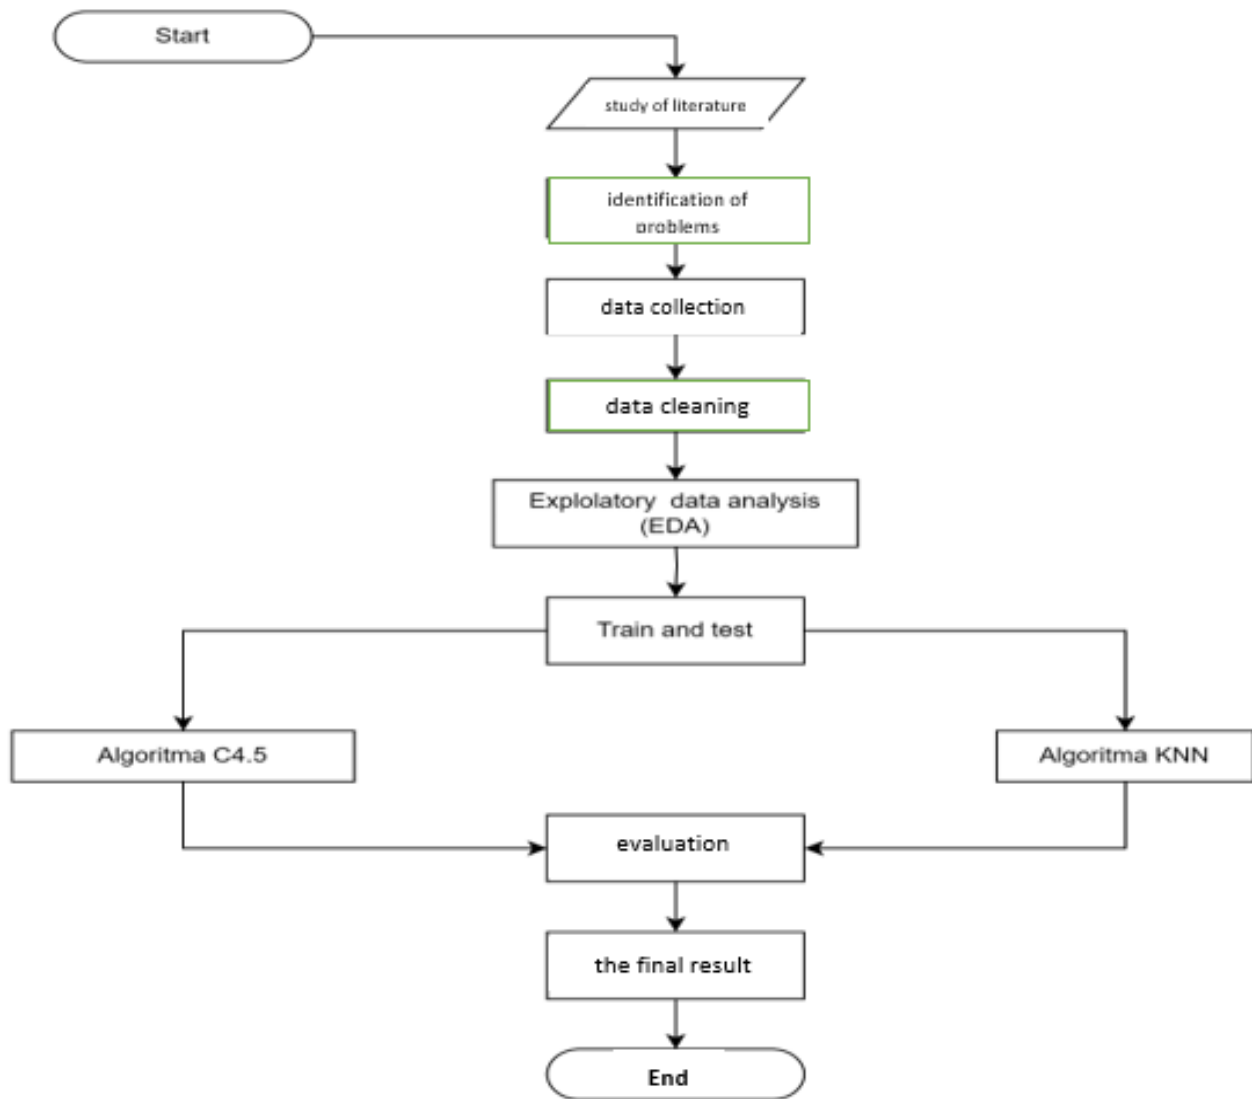 Start
study of literature
identification of
problems
data collection
data cleaning
Explolatory data analysis
(EDA)
Train and test
Algoritma C4.5
Algoritma KNN
evaluation
the final result
End